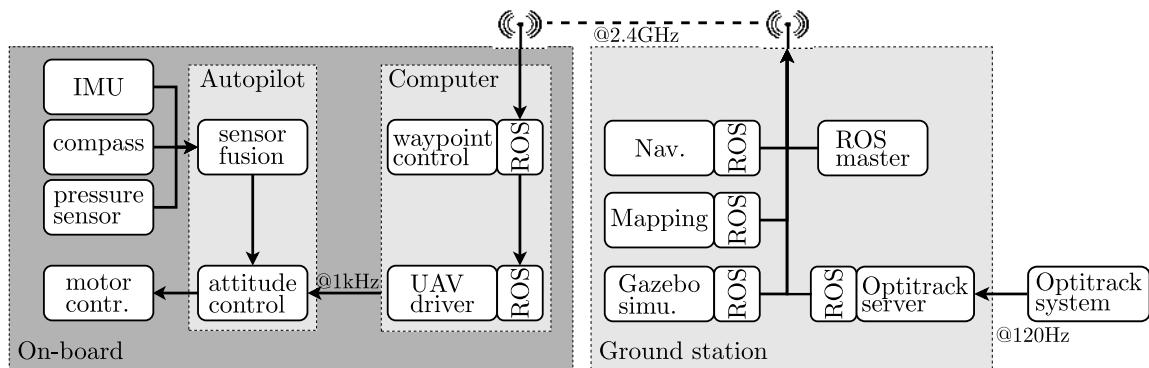 @2.4GHz
IMU
compass
pressure
sensor
motor
contr.
Autopilot
sensor
fusion
attitude
control
@1kHz
Computer
waypoint
control
ROS
UAV
driver
ROS
On-board
Nav.
ROS
ROS
master
Mapping
ROS
Gazebo
simu.
ROS
ROS
Optitrack
server
Optitrack
system
@120Hz
Ground station